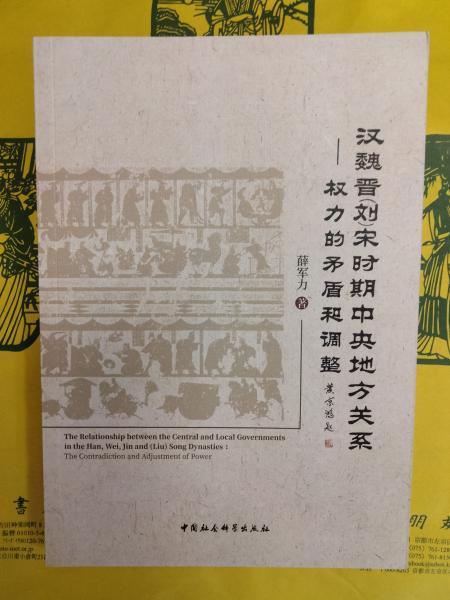 汉魏晋(刘)宋时期中央地方关系
——权力的矛盾和调整
薛军力 著
The Relationship between the Central and Local Governments
in the Han, Wei, Jin and (Liu) Song Dynasties :
The Contradiction and Adjustment of Power
中国社会科学出版社
書
朋